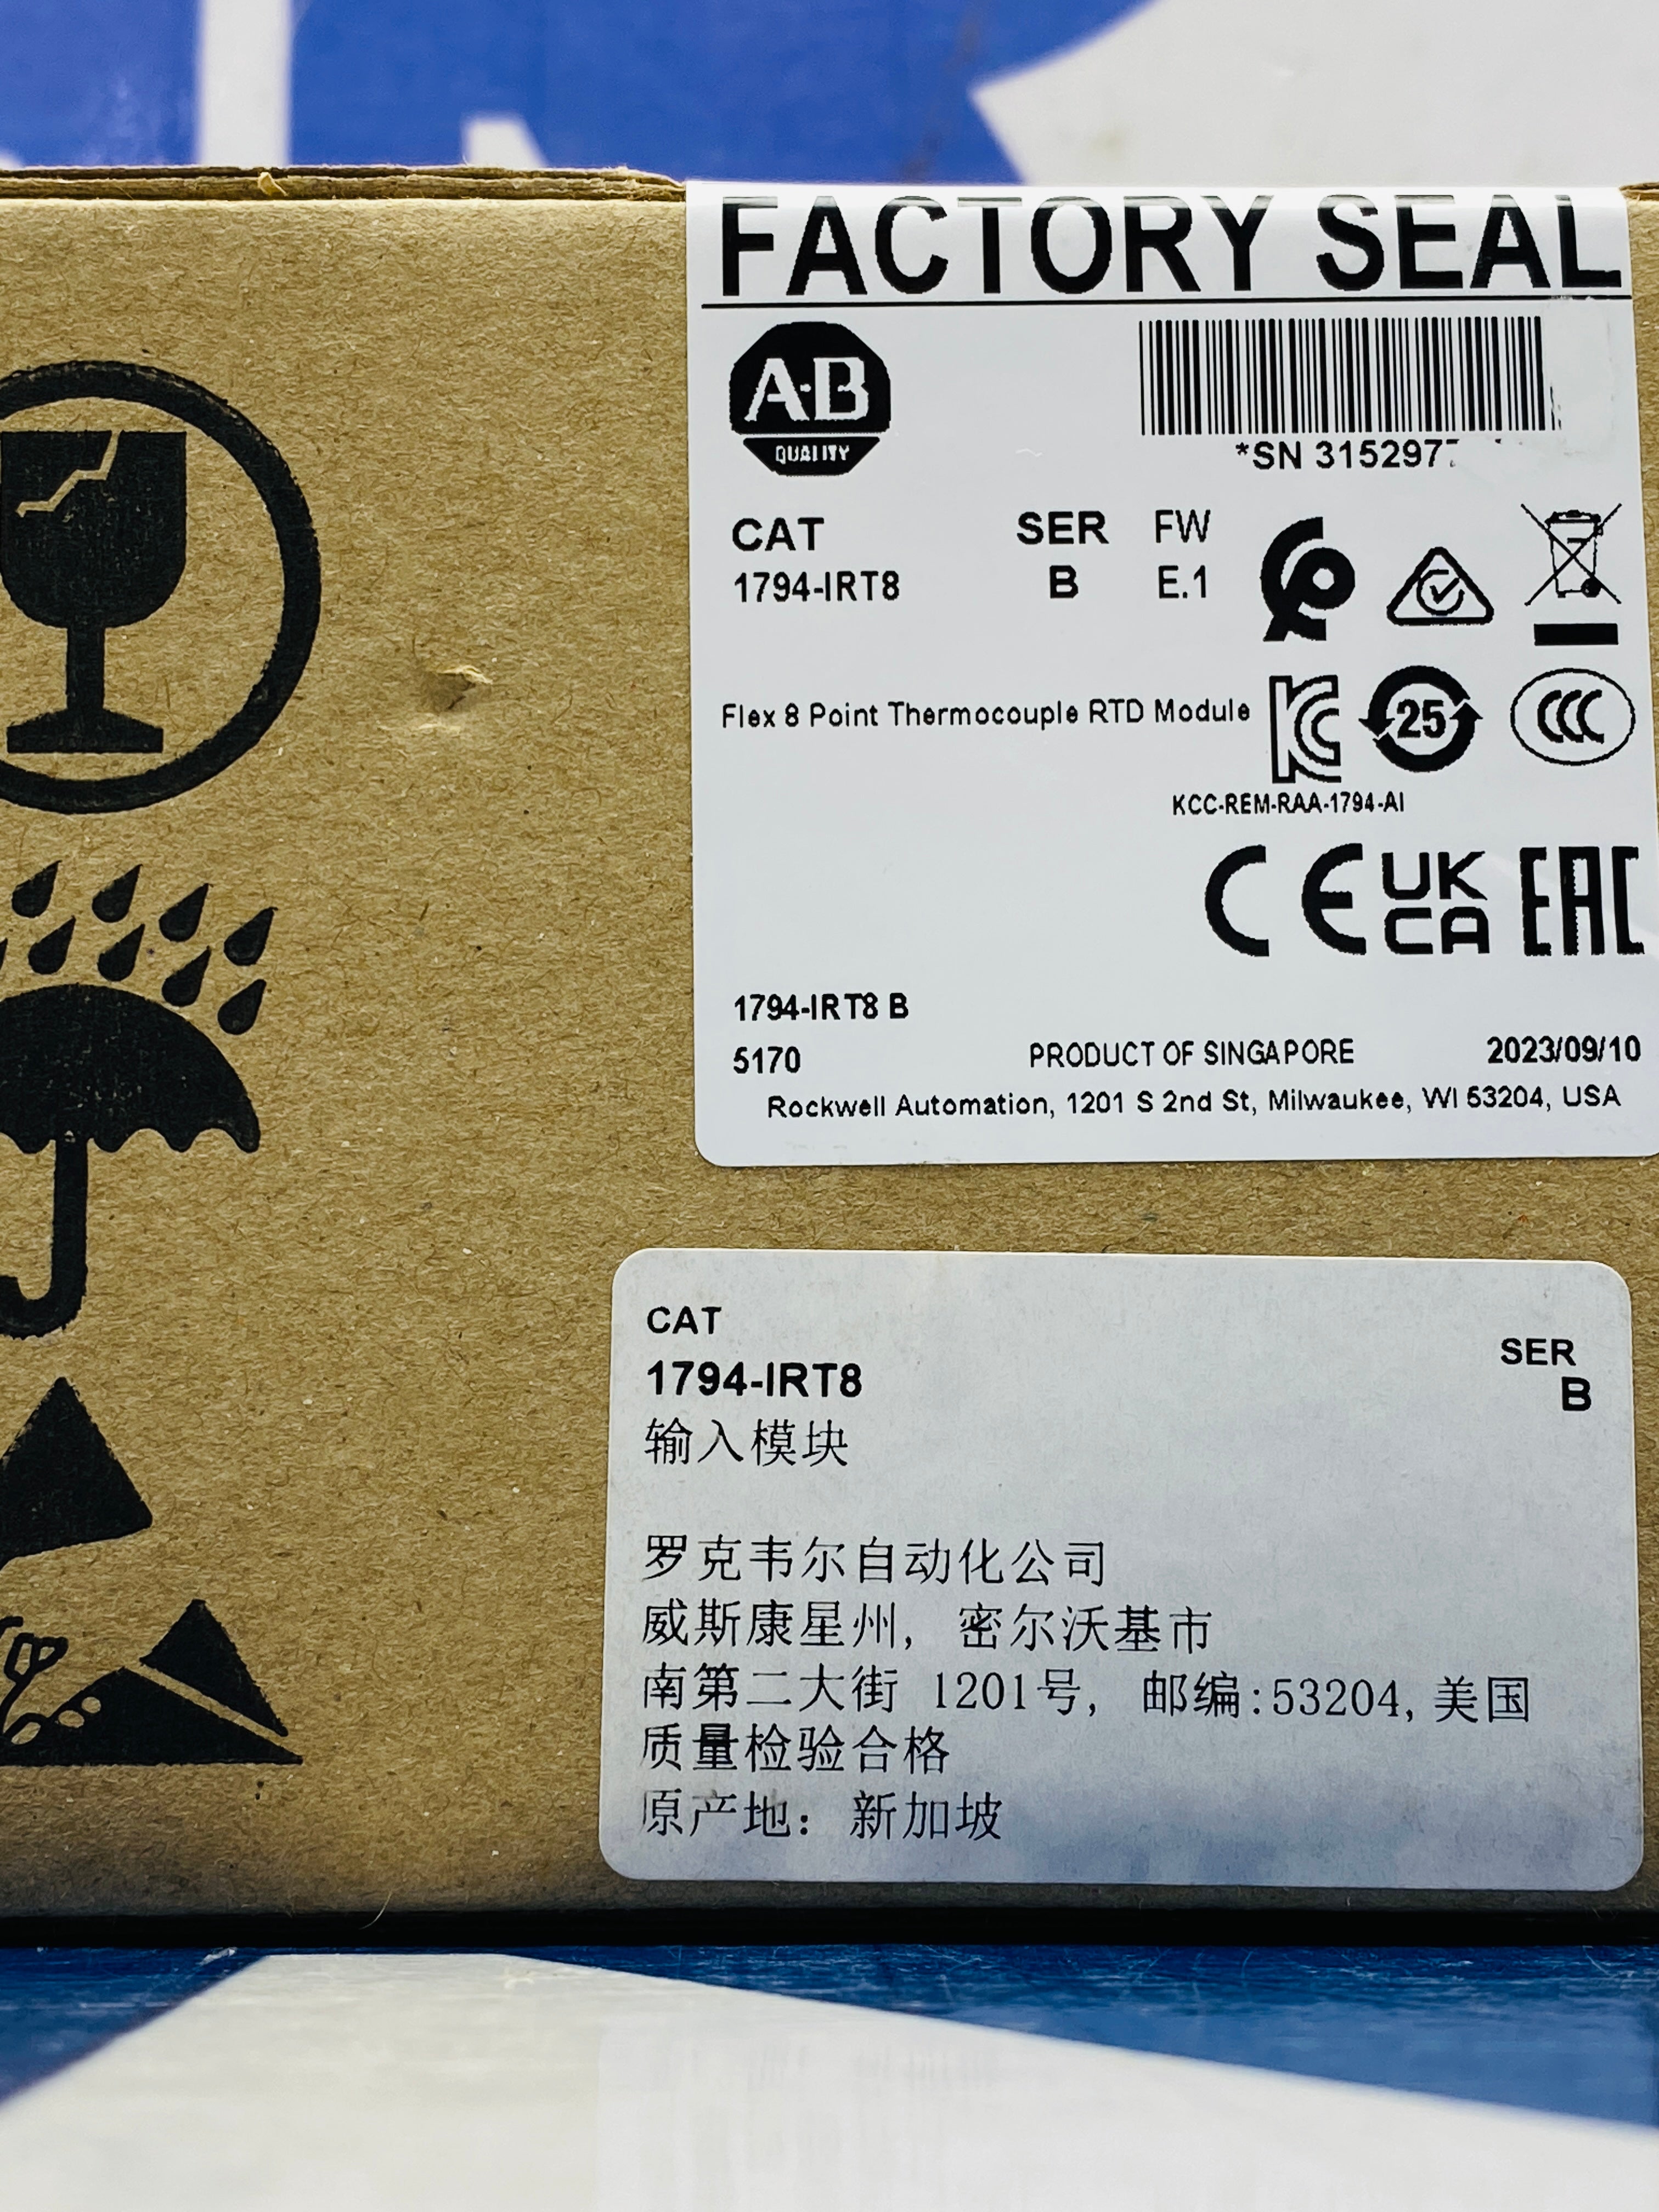 FACTORY SEAL
A-B
QUALITY
*SN 315297
CAT SER FW
1794-IRT8 B E.1
Flex 8 Point Thermocouple RTD Module
25
KCC-REM-RAA-1794-AI
CE UK CA EAC
1794-IRT8 B
5170 PRODUCT OF SINGAPORE 2023/09/10
Rockwell Automation, 1201 S 2nd St, Milwaukee, WI 53204, USA
CAT
SER
1794-IRT8
B
输入模块
罗克韦尔自动化公司
威斯康星州, 密尔沃基市
南第二大街 1201号, 邮编:53204,美国
质量检验合格
原产地: 新加坡